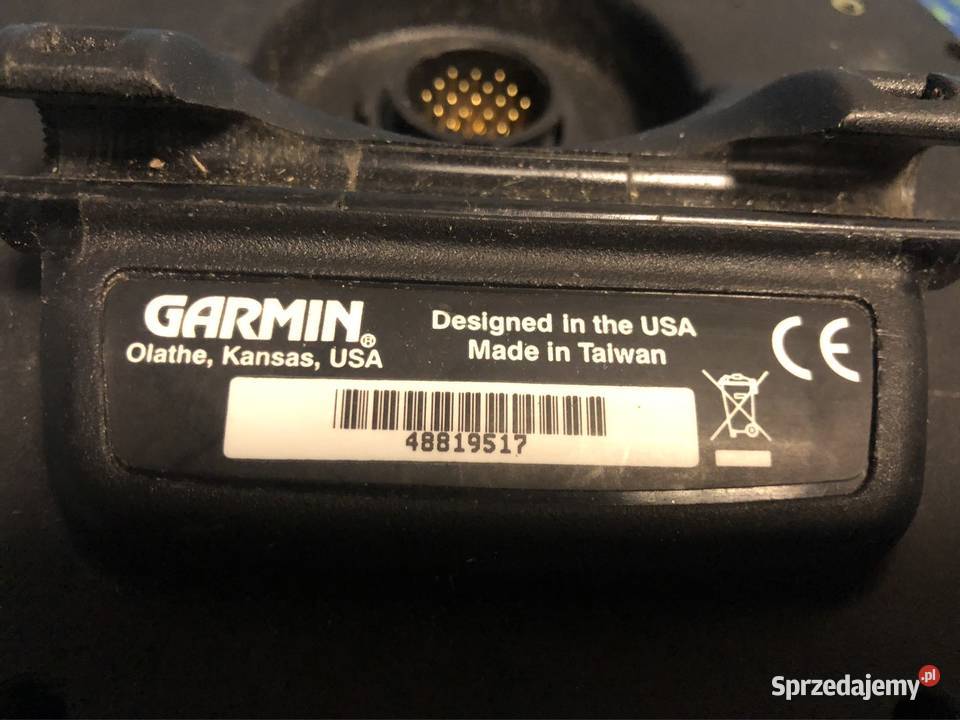 GARMIN®
Olathe, Kansas, USA
Designed in the USA
Made in Taiwan
CE
48819517
Sprzedajemy.pl